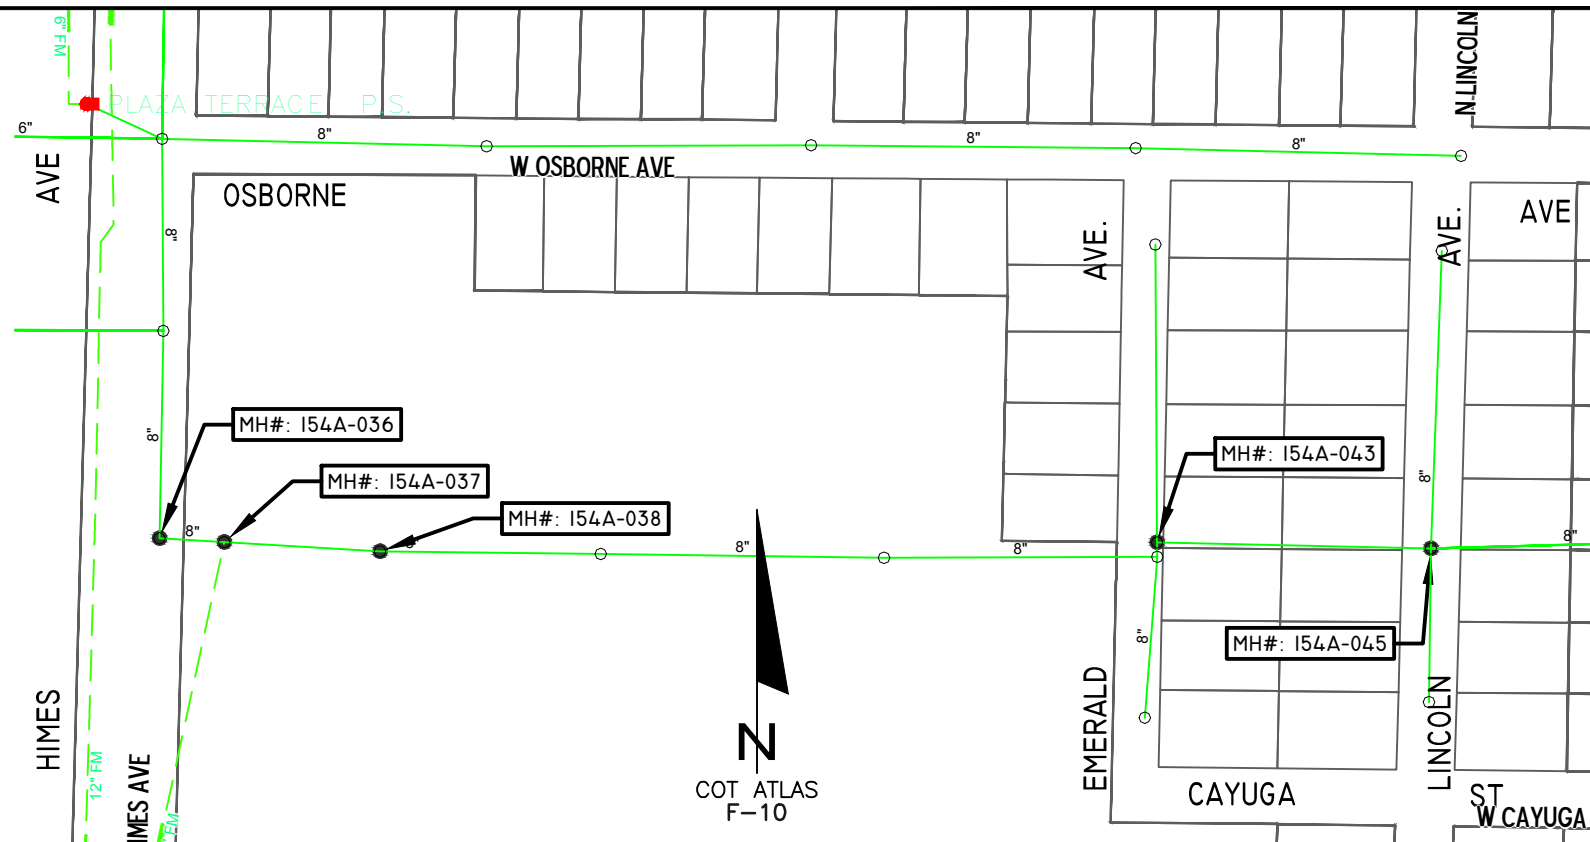 6" FM
N LINCOLN
PLAZA TERRACE P.S.
6"
8"
8"
8"
W OSBORNE AVE
AVE
OSBORNE
AVE.
AVE.
AVE
8"
8"
MH#: 154A-036
MH#: 154A-037
MH#: 154A-038
MH#: 154A-043
8"
8"
8"
8"
8"
8"
MH#: 154A-045
HIMES
EMERALD
LINCOLN
N
COT ATLAS
F-10
12" FM
IMES AVE
FM
CAYUGA
ST
W CAYUGA